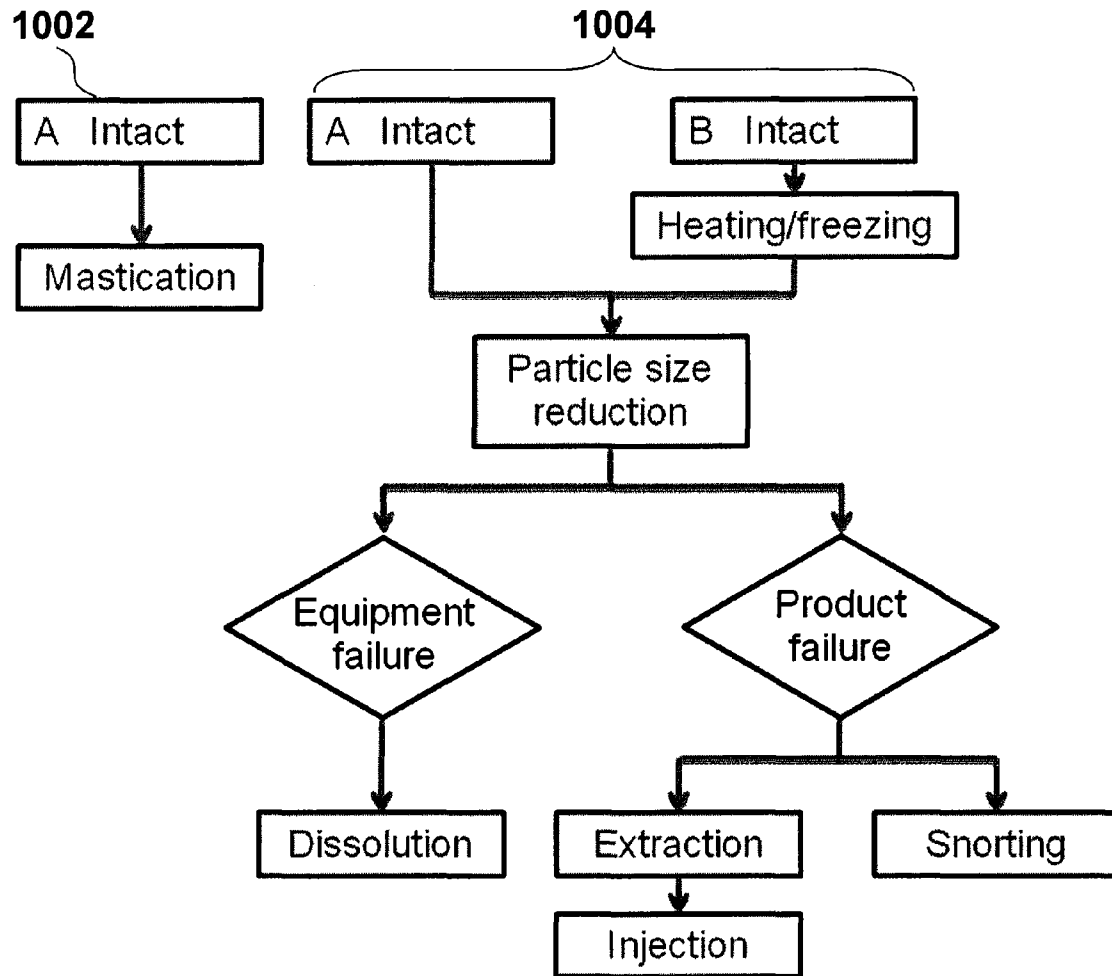 1002
1004
A Intact
A Intact
B Intact
Mastication
Heating/freezing
Particle size
reduction
Equipment
failure
Product
failure
Dissolution
Extraction
Snorting
Injection